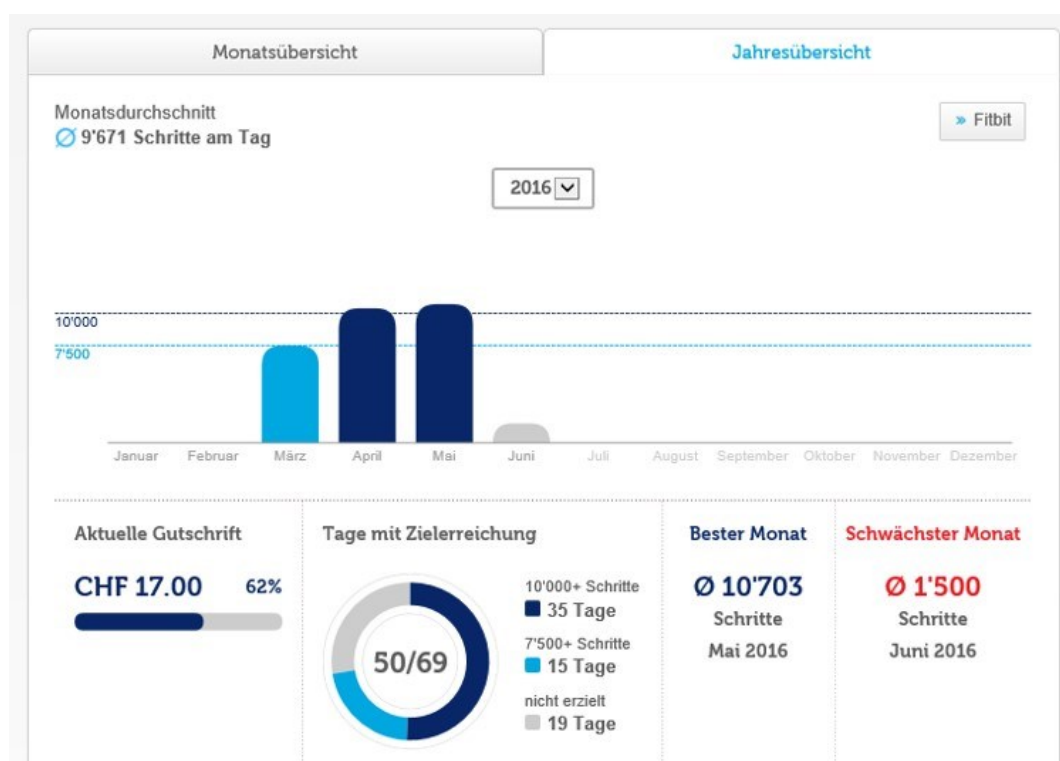 Monatsübersicht
Jahresübersicht
Monatsdurchschnitt
Ø 9'671 Schritte am Tag
» Fitbit
2016
10'000
7'500
Januar Februar März April Mai Juni Juli August September Oktober November Dezember
Aktuelle Gutschrift
CHF 17.00 62%
Tage mit Zielerreichung
50/69
10'000+ Schritte
35 Tage
7'500+ Schritte
15 Tage
nicht erzielt
19 Tage
Bester Monat
Ø 10'703
Schritte
Mai 2016
Schwächster Monat
Ø 1'500
Schritte
Juni 2016